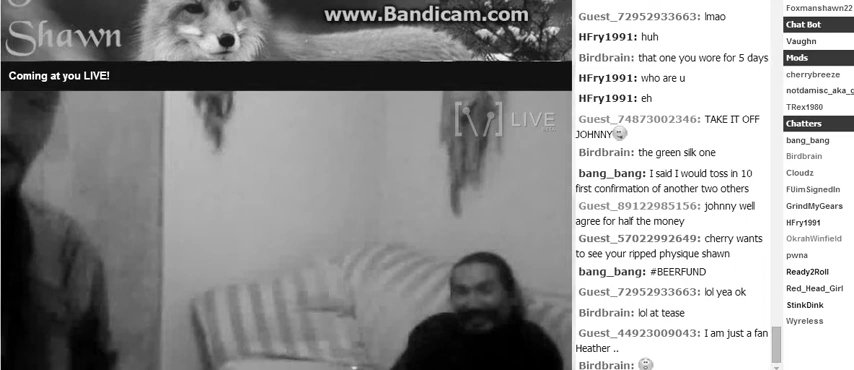 www.Bandicam.com
Shawn
Coming at you LIVE!
LIVE
Guest_72952933663: lmao
HFry1991: huh
Birdbrain: that one you wore for 5 days
HFry1991: who are u
HFry1991: eh
Guest_74873002346: TAKE IT OFF
JOHNNY
Birdbrain: the green silk one
bang_bang: I said I would toss in 10
first confirmation of another two others
Guest_89122985156: johnny well
agree for half the money
Guest_57022992649: cherry wants
to see your ripped physique shawn
bang_bang: #BEERFUND
Guest_72952933663: lol yea ok
Birdbrain: lol at tease
Guest_44923009043: I am just a fan
Heather ..
Birdbrain:
Foxmanshawn22
Chat Bot
Vaughn
Mods
cherrybreeze
notdamisc_aka_g
TRex1980
Chatters
bang_bang
Birdbrain
Cloudz
FUimSignedIn
GrindMyGears
HFry1991
OkrahWinfield
pwna
Ready2Roll
Red_Head_Girl
StinkDink
Wyreless